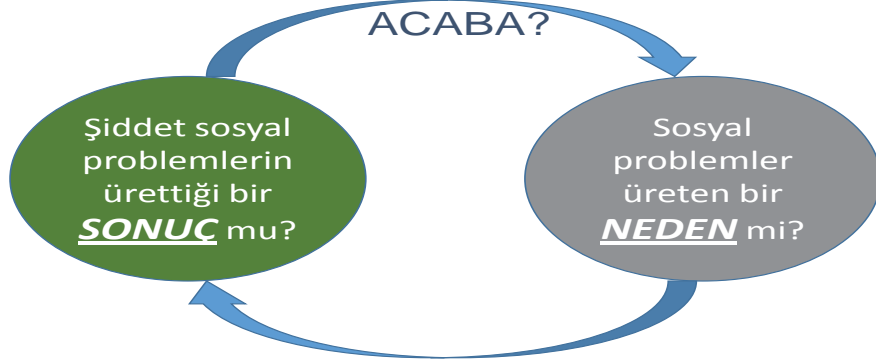 ACABA?
Şiddet sosyal
problemlerin
ürettiği bir
SONUÇ mu?
Sosyal
problemler
üreten bir
NEDEN mi?